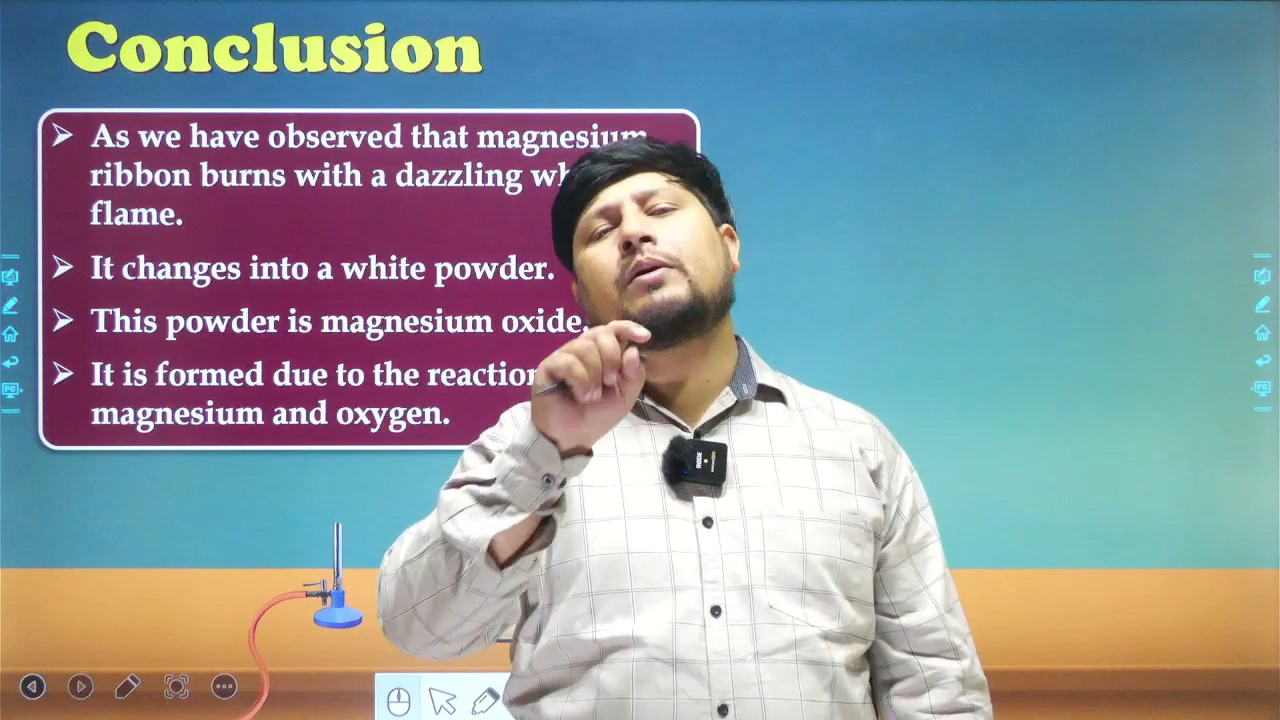 Conclusion
➢ As we have observed that magnesium
ribbon burns with a dazzling
flame.
➢ It changes into a white powder.
➢ This powder is magnesium oxide.
➢ It is formed due to the reaction
magnesium and oxygen.
RODE